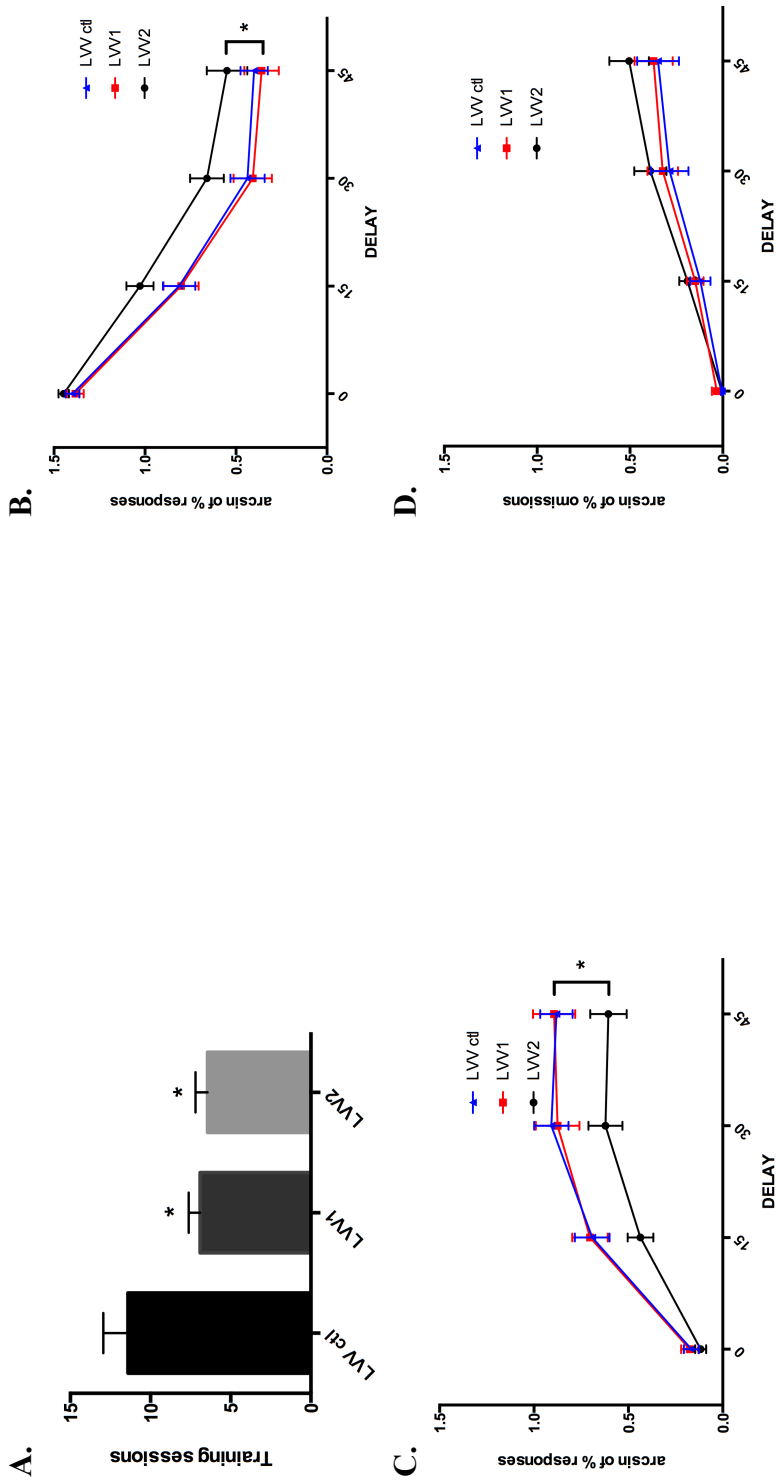 A.
Training sessions
15
10
5
0
LVV ctl
LVV1
LVV2
*
*
B.
arcsin of % responses
1.5
1.0
0.5
0.0
0
15
30
45
DELAY
LVV ctl
LVV1
LVV2
*
C.
arcsin of % responses
1.5
1.0
0.5
0.0
0
15
30
45
DELAY
LVV ctl
LVV1
LVV2
*
D.
arcsin of % omissions
1.5
1.0
0.5
0.0
0
15
30
45
DELAY
LVV ctl
LVV1
LVV2